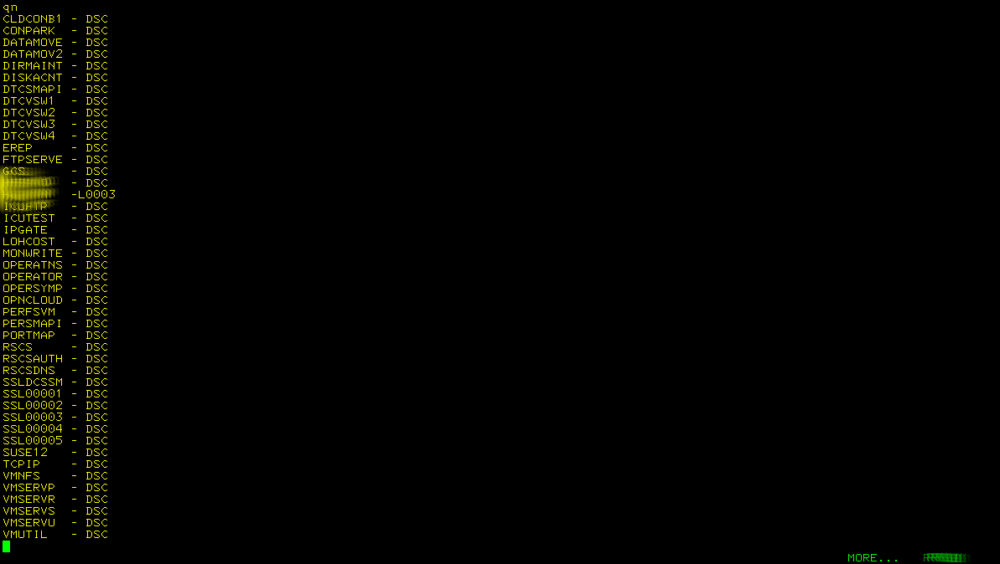 qn
CLDCONB1 - DSC
CONPARK  - DSC
DATAMOVE - DSC
DATAMOV2 - DSC
DIRMAINT - DSC
DISKACNT - DSC
DTCSMAPI - DSC
DTCVSW1  - DSC
DTCVSW2  - DSC
DTCVSW3  - DSC
DTCVSW4  - DSC
EREP     - DSC
FTPSERVE - DSC
GCS      - DSC
- DSC
-L0003
ICUFTP   - DSC
ICUTEST  - DSC
IPGATE   - DSC
LOHCOST  - DSC
MONWRITE - DSC
OPERATNS - DSC
OPERATOR - DSC
OPERSYMP - DSC
OPNCLOUD - DSC
PERFSVM  - DSC
PERSMAPI - DSC
PORTMAP  - DSC
RSCS     - DSC
RSCSAUTH - DSC
RSCSDNS  - DSC
SSLDCSSM - DSC
SSL00001 - DSC
SSL00002 - DSC
SSL00003 - DSC
SSL00004 - DSC
SSL00005 - DSC
SUSE12   - DSC
TCPIP    - DSC
VMNFS    - DSC
VMSERVP  - DSC
VMSERVR  - DSC
VMSERVS  - DSC
VMSERVU  - DSC
VMUTIL   - DSC
MORE...